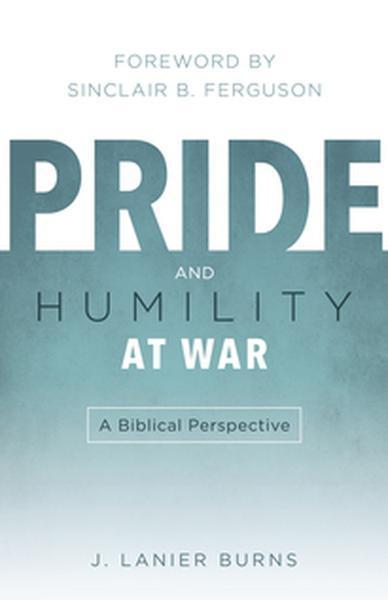 FOREWORD BY
SINCLAIR B. FERGUSON
PRIDE
AND
HUMILITY
AT WAR
A Biblical Perspective
J. LANIER BURNS